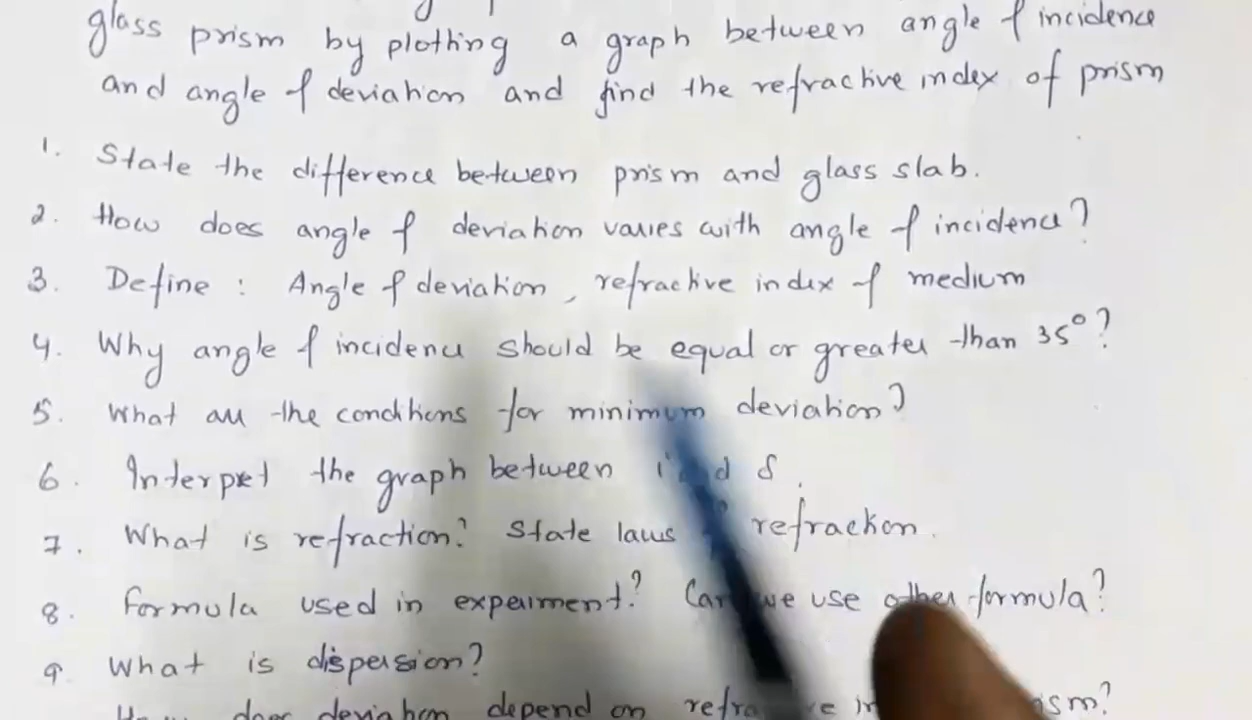 glass prism by plotting a graph between angle of incidence
and angle of deviation and find the refractive index of prism
1. State the difference between prism and glass slab.
2. How does angle of deviation varies with angle of incidence?
3. Define : Angle of deviation, refractive index of medium
4. Why angle of incidence should be equal or greater than 35°?
5. What are the conditions for minimum deviation?
6. Interpret the graph between i and δ.
7. What is refraction? State laws refraction.
8. Formula used in experiment? Can we use other formula?
9. What is dispersion?
does deviation depend on